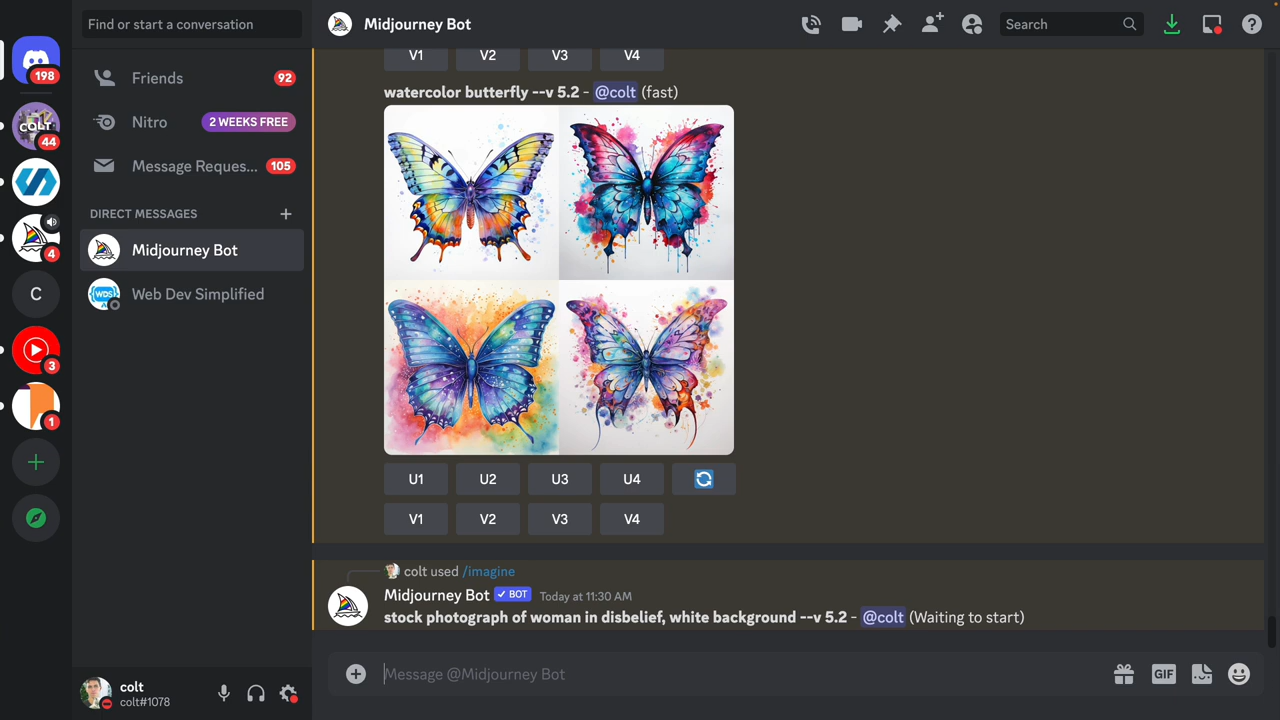 Find or start a conversation
Friends 92
Nitro 2 WEEKS FREE
Message Reques... 105
DIRECT MESSAGES
Midjourney Bot
WDS
Web Dev Simplified
198
COLT
44
4
C
3
1
colt
colt#1078
Midjourney Bot
Search
V1 V2 V3 V4
watercolor butterfly --v 5.2 - @colt (fast)
U1 U2 U3 U4
V1 V2 V3 V4
colt used /imagine
Midjourney Bot BOT Today at 11:30 AM
stock photograph of woman in disbelief, white background --v 5.2 - @colt (Waiting to start)
Message @Midjourney Bot
GIF